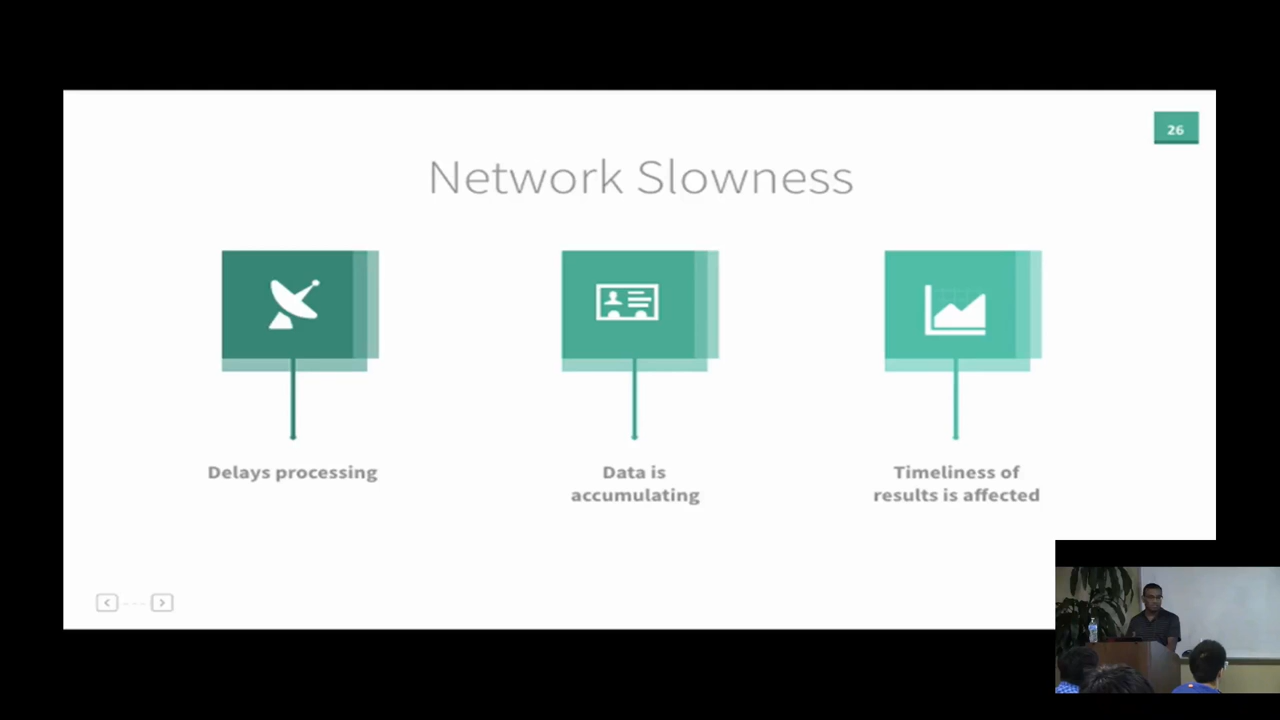 26
Network Slowness
Delays processing
Data is
accumulating
Timeliness of
results is affected